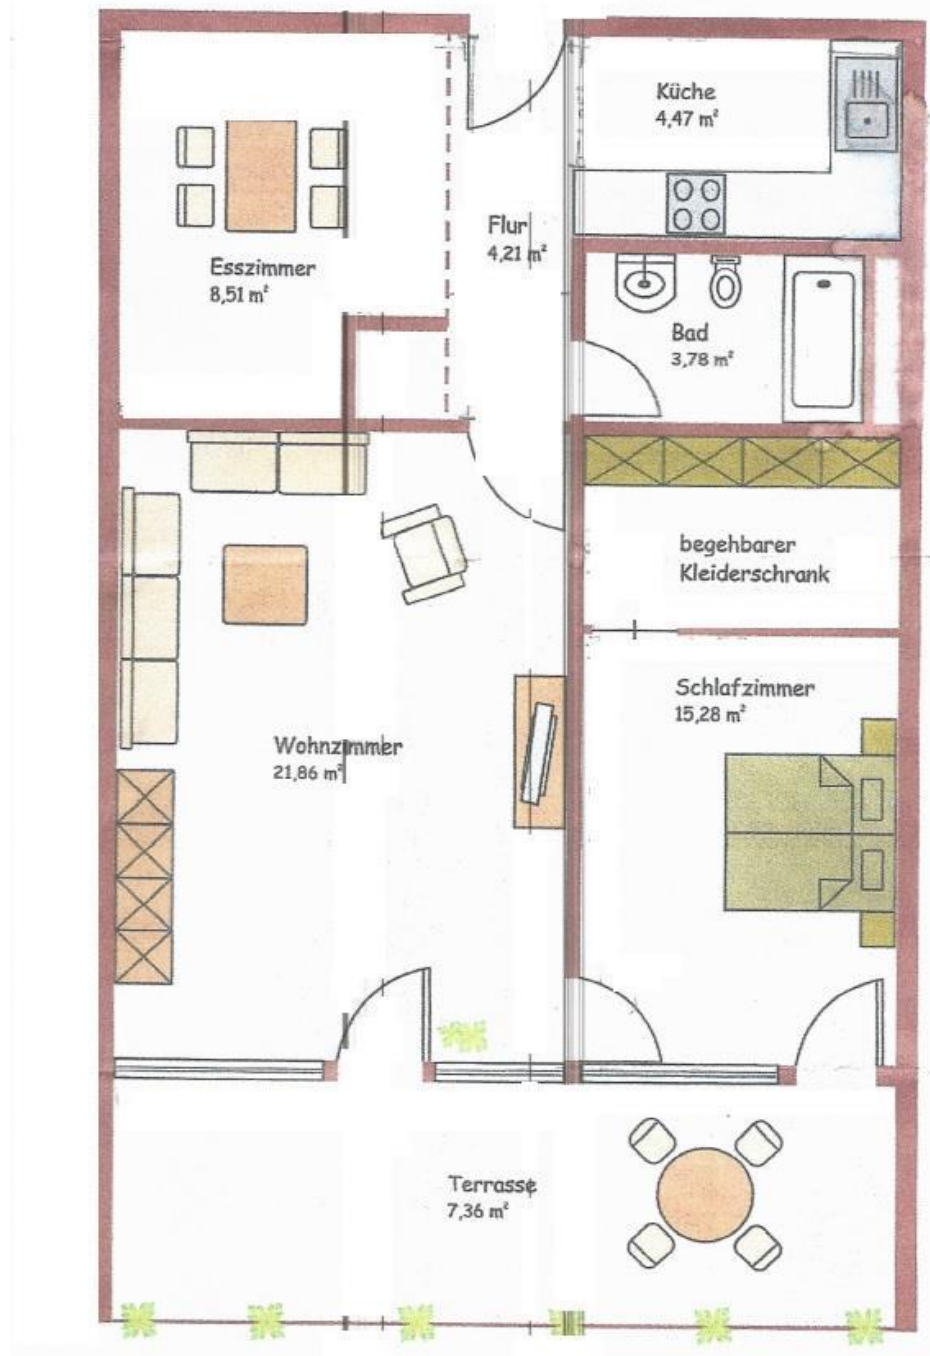 Küche
4,47 m²
Flur
4,21 m²
Esszimmer
8,51 m²
Bad
3,78 m²
begehbarer
Kleiderschrank
Schlafzimmer
15,28 m²
Wohnzimmer
21,86 m²
Terrasse
7,36 m²